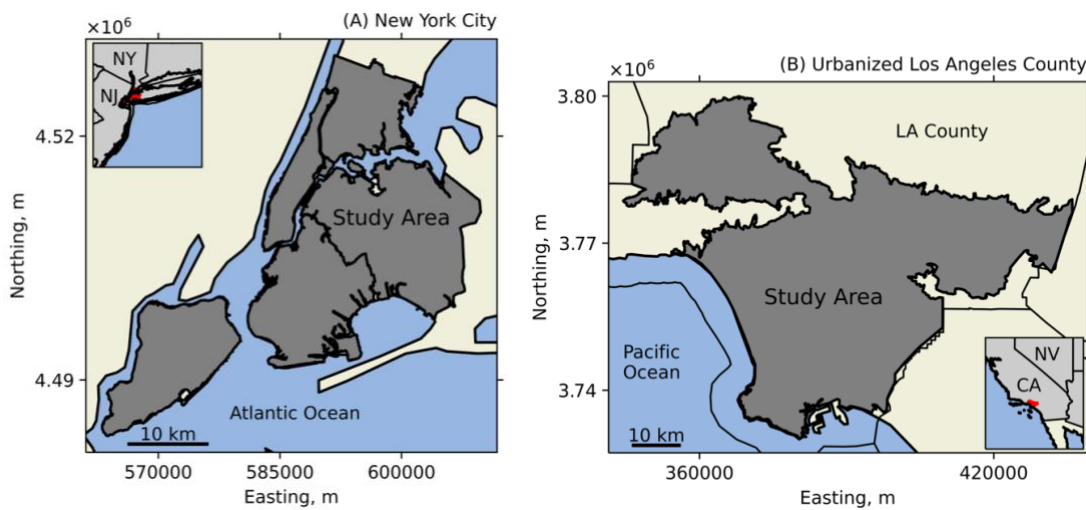 (A) New York City
×10⁶
NY
NJ
4.52
Study Area
Northing, m
4.49
Atlantic Ocean
10 km
570000 585000 600000
Easting, m
(B) Urbanized Los Angeles County
×10⁶
3.80
LA County
3.77
Northing, m
Study Area
Pacific
Ocean
NV
CA
3.74
10 km
360000 420000
Easting, m